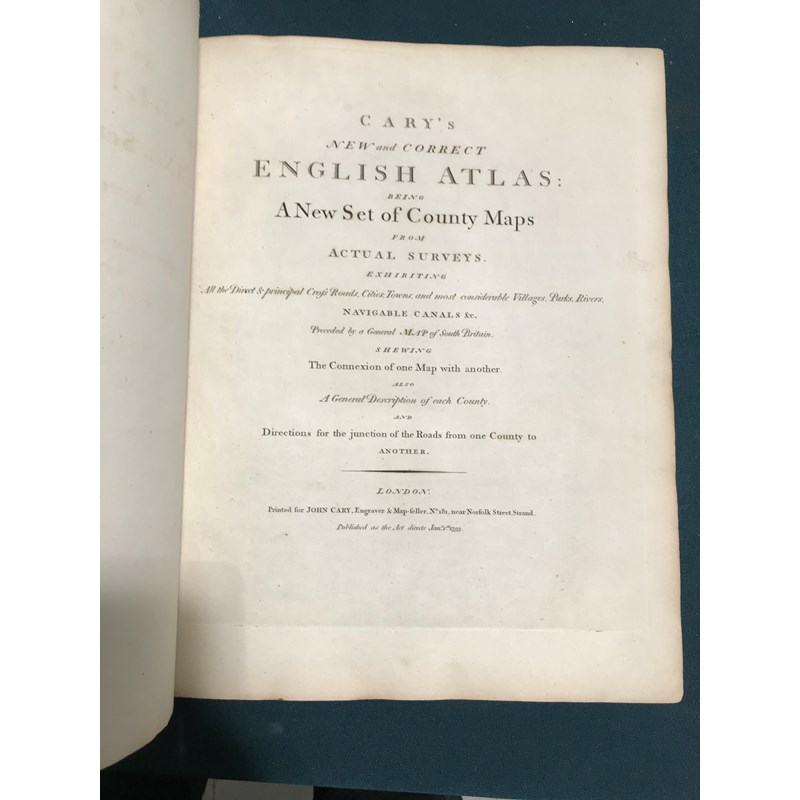 CARY'S
NEW and CORRECT
ENGLISH ATLAS:
BEING
A New Set of County Maps
FROM
ACTUAL SURVEYS.
EXHIBITING
All the Direct & principal Croſs Roads, Cities, Towns, and most considerable Villages, Parks, Rivers,
NAVIGABLE CANALS &c.
Preceded by a General MAP of South Britain.
SHEWING
The Connexion of one Map with another.
ALSO
A General Description of each County.
AND
Directions for the junction of the Roads from one County to
ANOTHER.
LONDON:
Printed for JOHN CARY, Engraver & Map-seller, No. 181, near Norfolk Street, Strand.
Published as the Act directs Jany. 1st. 1793.